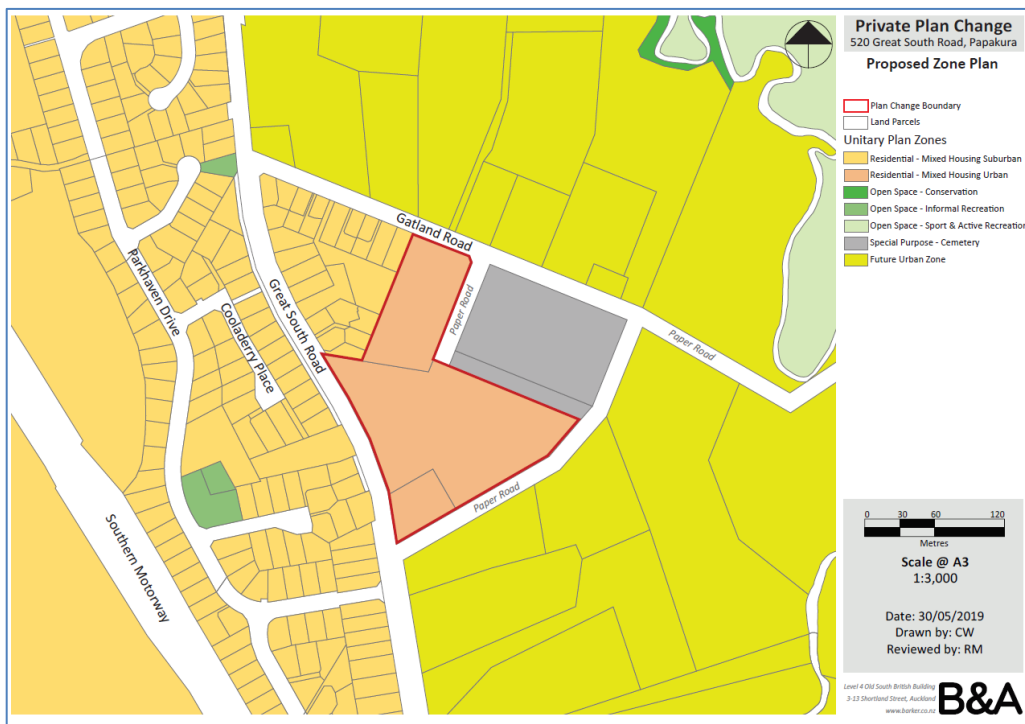 Private Plan Change
520 Great South Road, Papakura
Proposed Zone Plan
Plan Change Boundary
Land Parcels
Unitary Plan Zones
Residential - Mixed Housing Suburban
Residential - Mixed Housing Urban
Open Space - Conservation
Open Space - Informal Recreation
Open Space - Sport & Active Recreation
Special Purpose - Cemetery
Future Urban Zone
Gatland Road
Parkhaven Drive
Great South Road
Cooladerry Place
Paper Road
Paper Road
Paper Road
Southern Motorway
0 30 60 120
Metres
Scale @ A3
1:3,000
Date: 30/05/2019
Drawn by: CW
Reviewed by: RM
Level 4 Old South British Building
3-13 Shortland Street, Auckland
www.barker.co.nz
B&A